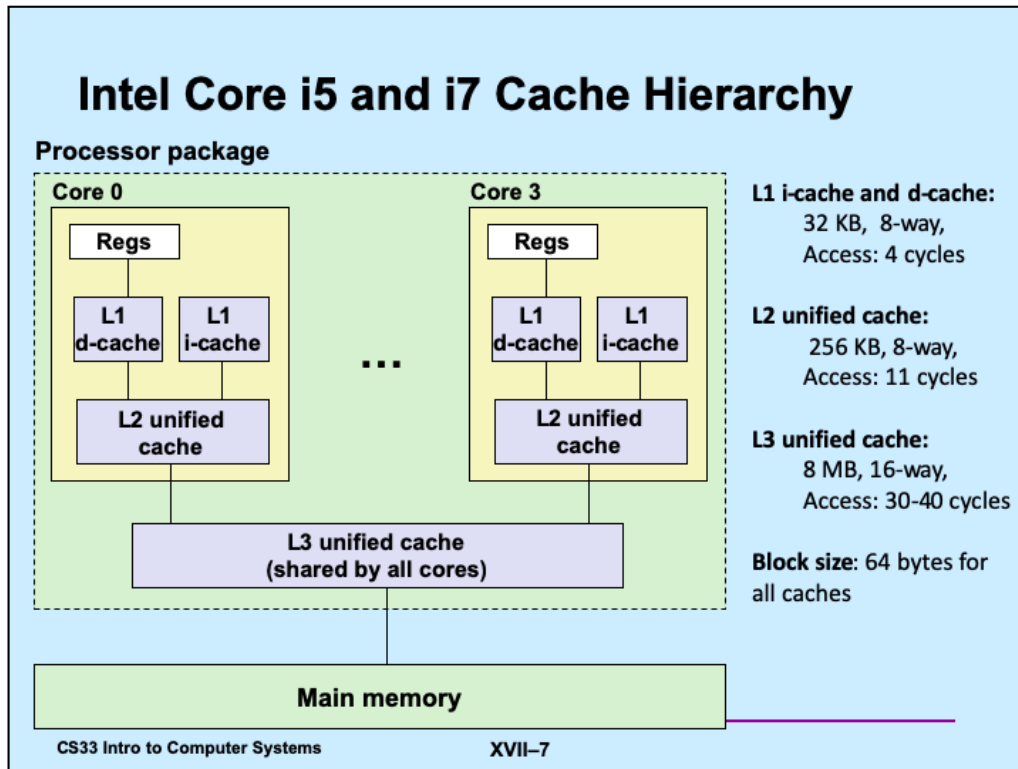 Intel Core i5 and i7 Cache Hierarchy
Processor package
Core 0
Regs
L1
d-cache
L1
i-cache
L2 unified
cache
...
Core 3
Regs
L1
d-cache
L1
i-cache
L2 unified
cache
L3 unified cache
(shared by all cores)
Main memory
L1 i-cache and d-cache:
32 KB, 8-way,
Access: 4 cycles
L2 unified cache:
256 KB, 8-way,
Access: 11 cycles
L3 unified cache:
8 MB, 16-way,
Access: 30-40 cycles
Block size: 64 bytes for
all caches
CS33 Intro to Computer Systems
XVII–7